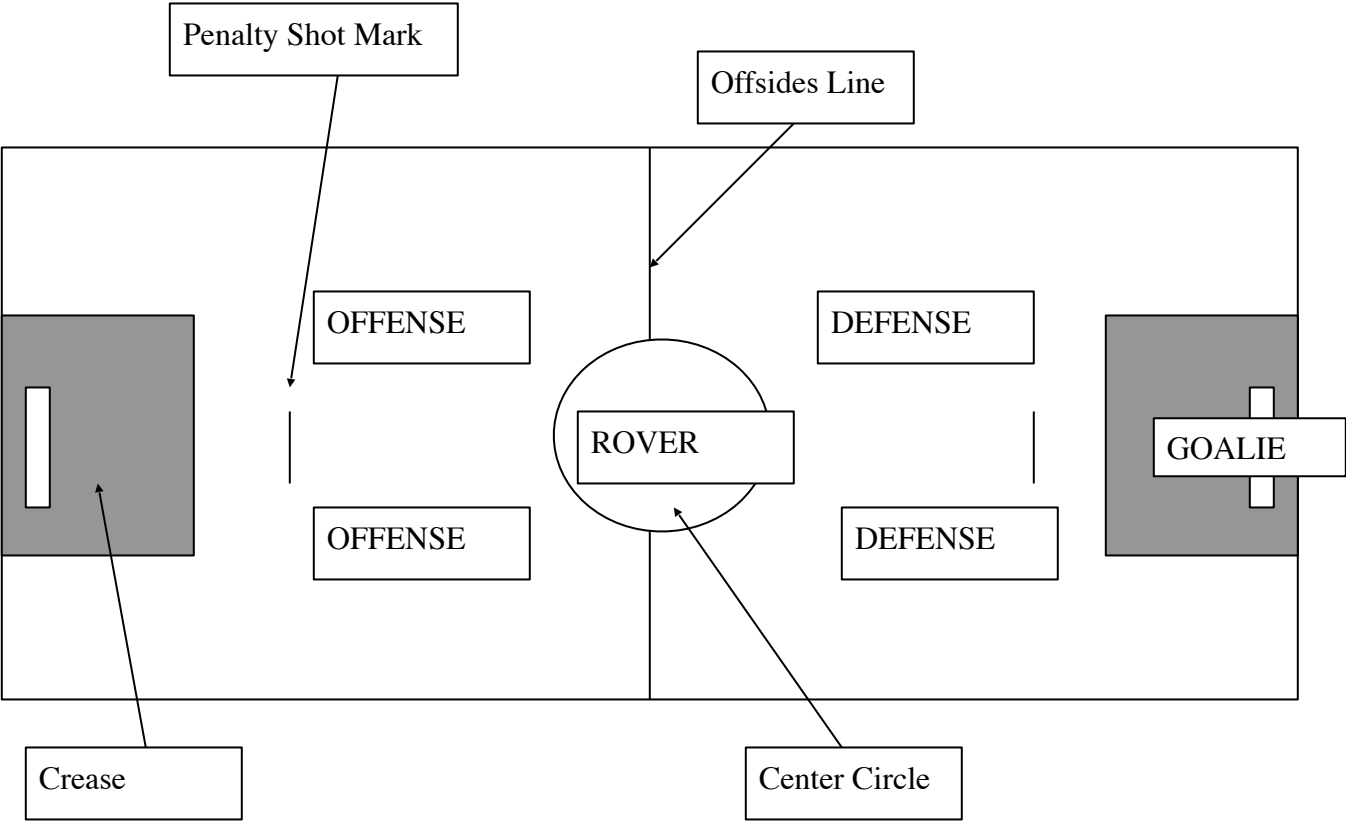 Penalty Shot Mark
Offsides Line
OFFENSE
DEFENSE
ROVER
GOALIE
OFFENSE
DEFENSE
Crease
Center Circle